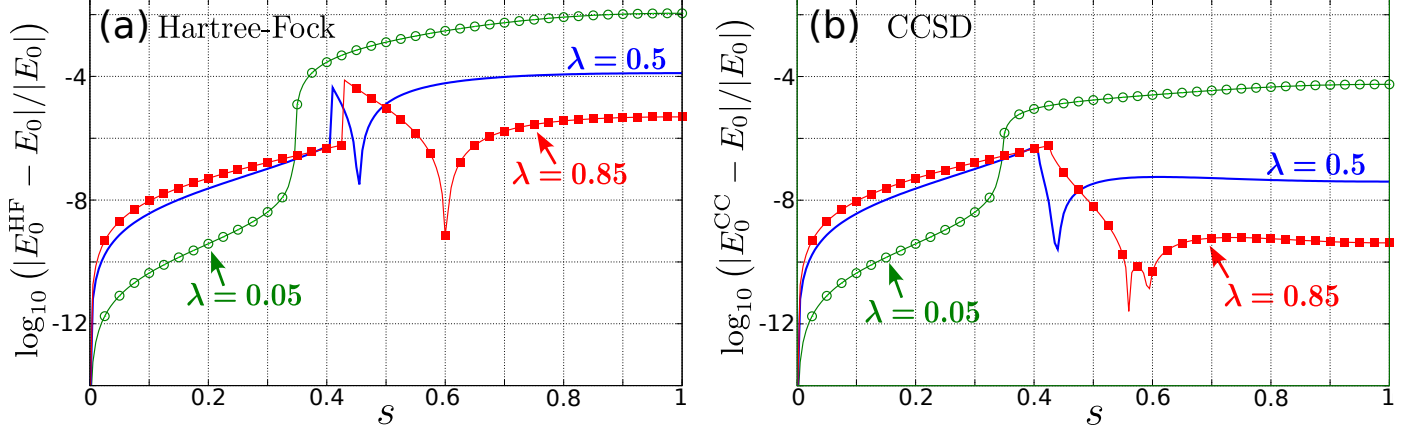 (a) Hartree-Fock
log₁₀ (|E₀ᴴᶠ − E₀|/|E₀|)
-4
-8
-12
λ = 0.5
λ = 0.85
λ = 0.05
0 0.2 0.4 0.6 0.8 1
s
(b) CCSD
log₁₀ (|E₀ᶜᶜ − E₀|/|E₀|)
-4
-8
-12
λ = 0.5
λ = 0.85
λ = 0.05
0 0.2 0.4 0.6 0.8 1
s